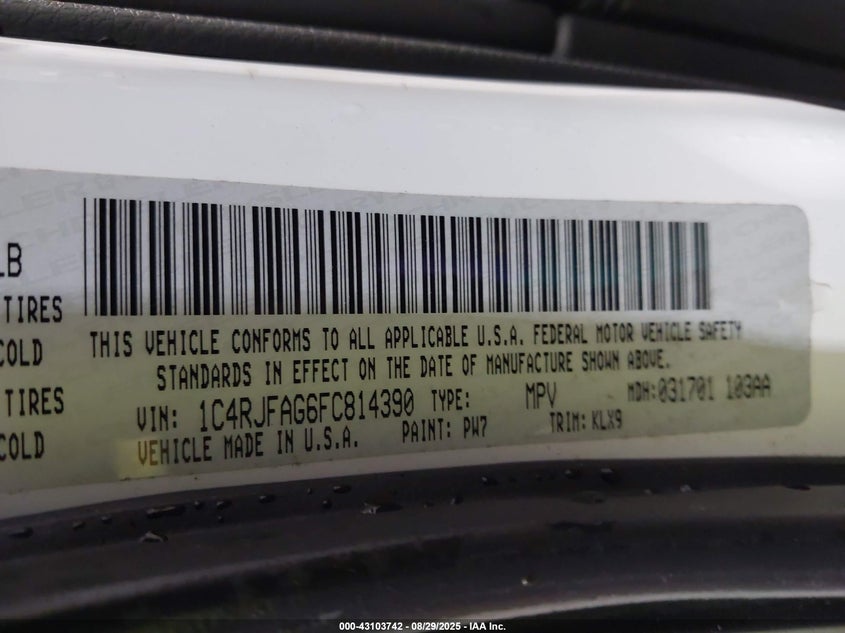 LB
TIRES
COLD
TIRES
COLD
THIS VEHICLE CONFORMS TO ALL APPLICABLE U.S.A. FEDERAL MOTOR VEHICLE SAFETY
STANDARDS IN EFFECT ON THE DATE OF MANUFACTURE SHOWN ABOVE.
VIN: 1C4RJFAG6FC814390 TYPE: MPV MDH:031701 103AA
VEHICLE MADE IN U.S.A. PAINT: PW7 TRIM: KLX9
000-43103742 - 08/29/2025 - IAA Inc.